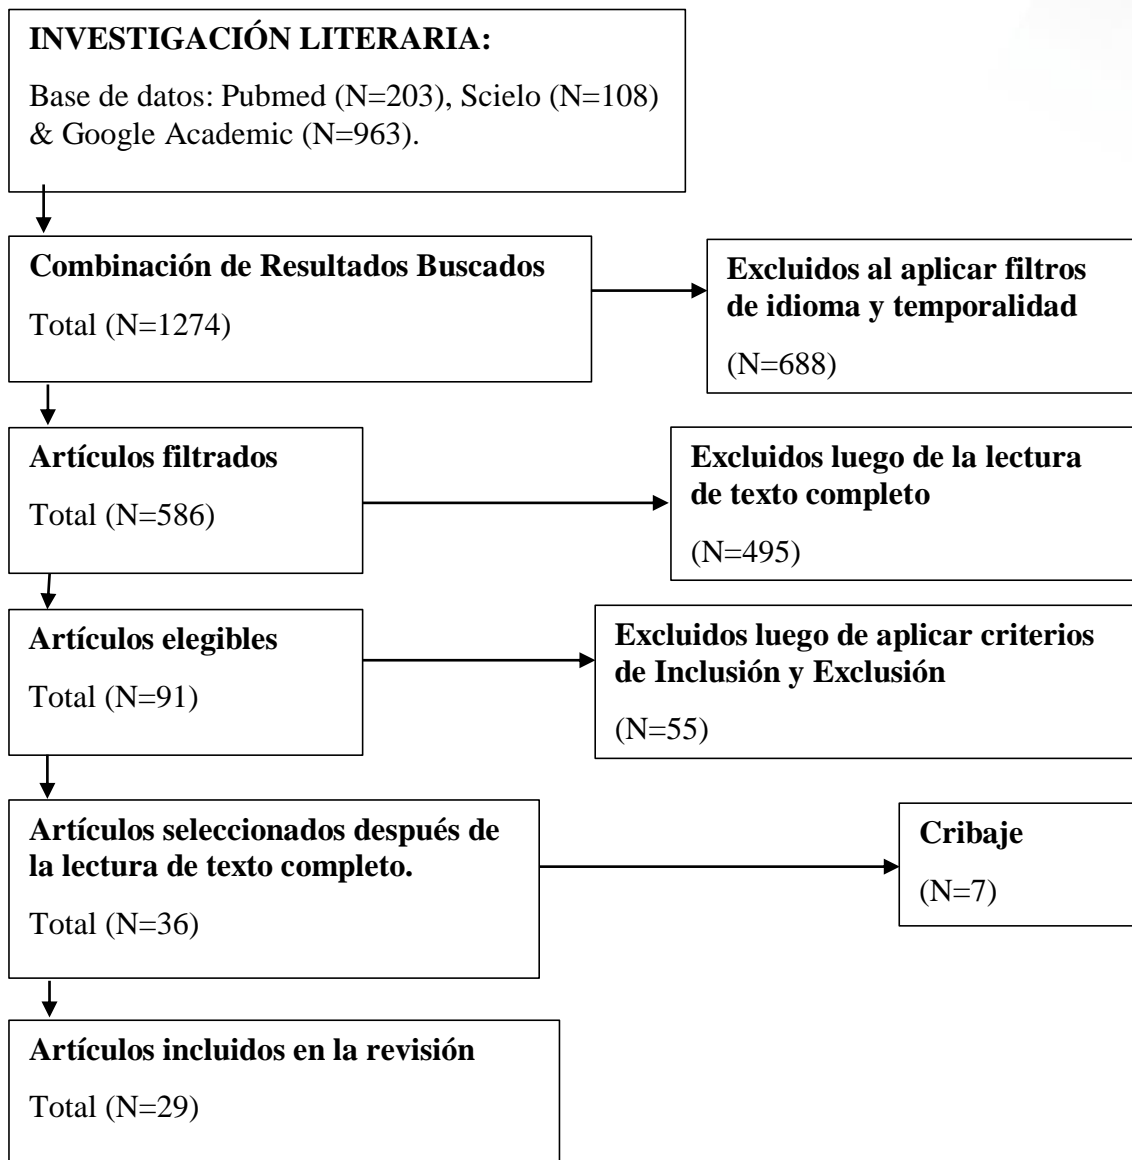 INVESTIGACIÓN LITERARIA:
Base de datos: Pubmed (N=203), Scielo (N=108)
& Google Academic (N=963).
Combinación de Resultados Buscados
Total (N=1274)
Excluidos al aplicar filtros
de idioma y temporalidad
(N=688)
Artículos filtrados
Total (N=586)
Excluidos luego de la lectura
de texto completo
(N=495)
Artículos elegibles
Total (N=91)
Excluidos luego de aplicar criterios
de Inclusión y Exclusión
(N=55)
Artículos seleccionados después de
la lectura de texto completo.
Total (N=36)
Cribaje
(N=7)
Artículos incluidos en la revisión
Total (N=29)